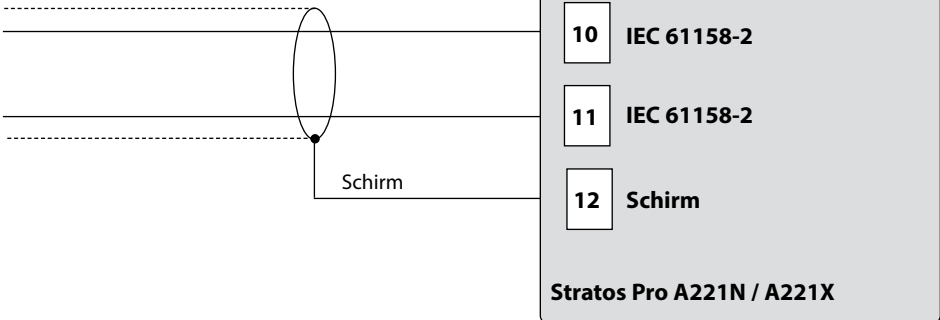 10 IEC 61158-2
11 IEC 61158-2
Schirm
12 Schirm
Stratos Pro A221N / A221X